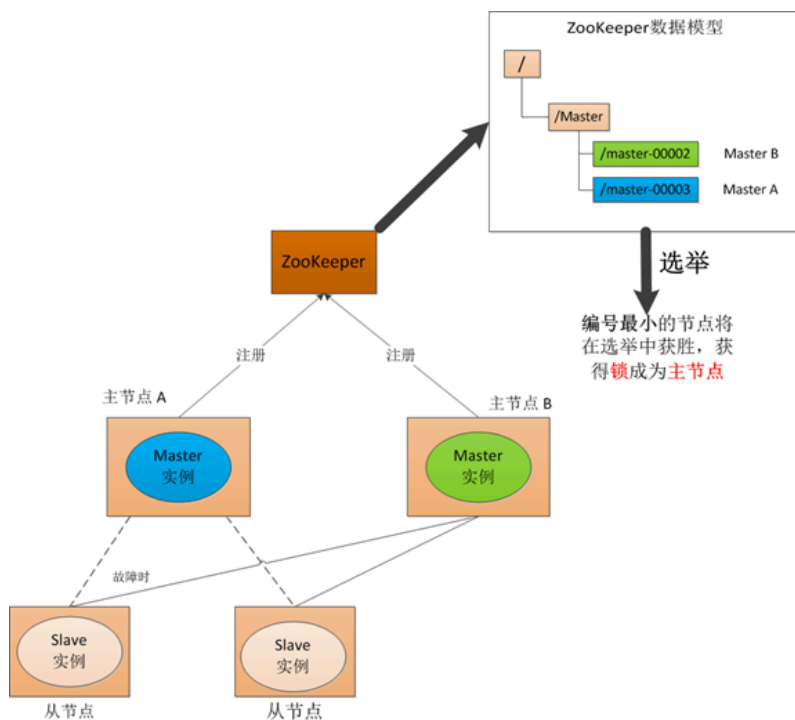 ZooKeeper数据模型
/
/Master
/master-00002
Master B
/master-00003
Master A
选举
编号最小的节点将
在选举中获胜，获
得锁成为主节点
ZooKeeper
注册
注册
主节点 A
主节点 B
Master
实例
Master
实例
故障时
Slave
实例
Slave
实例
从节点
从节点